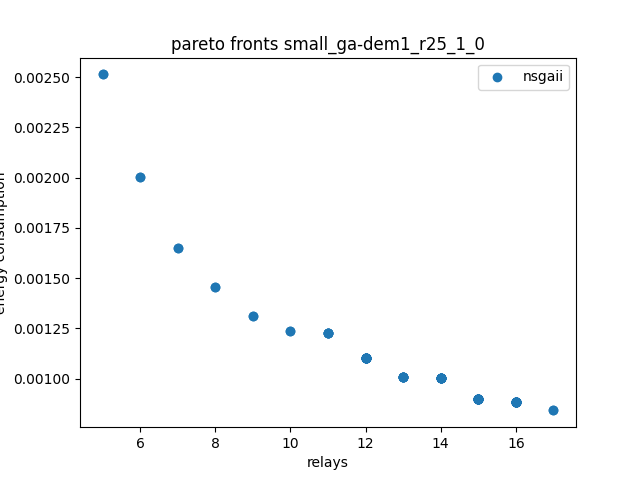 pareto fronts small_ga-dem1_r25_1_0
nsgaii
0.00250
0.00225
0.00200
0.00175
0.00150
0.00125
0.00100
energy consumption
6 8 10 12 14 16
relays